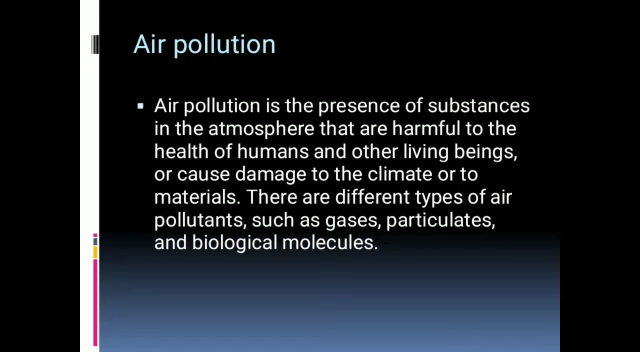 Air pollution
Air pollution is the presence of substances
in the atmosphere that are harmful to the
health of humans and other living beings,
or cause damage to the climate or to
materials. There are different types of air
pollutants, such as gases, particulates,
and biological molecules.